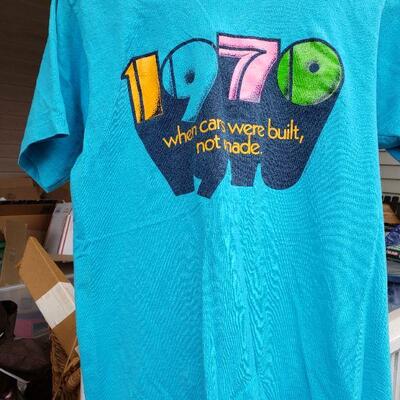 1970
when cars were built,
not made.